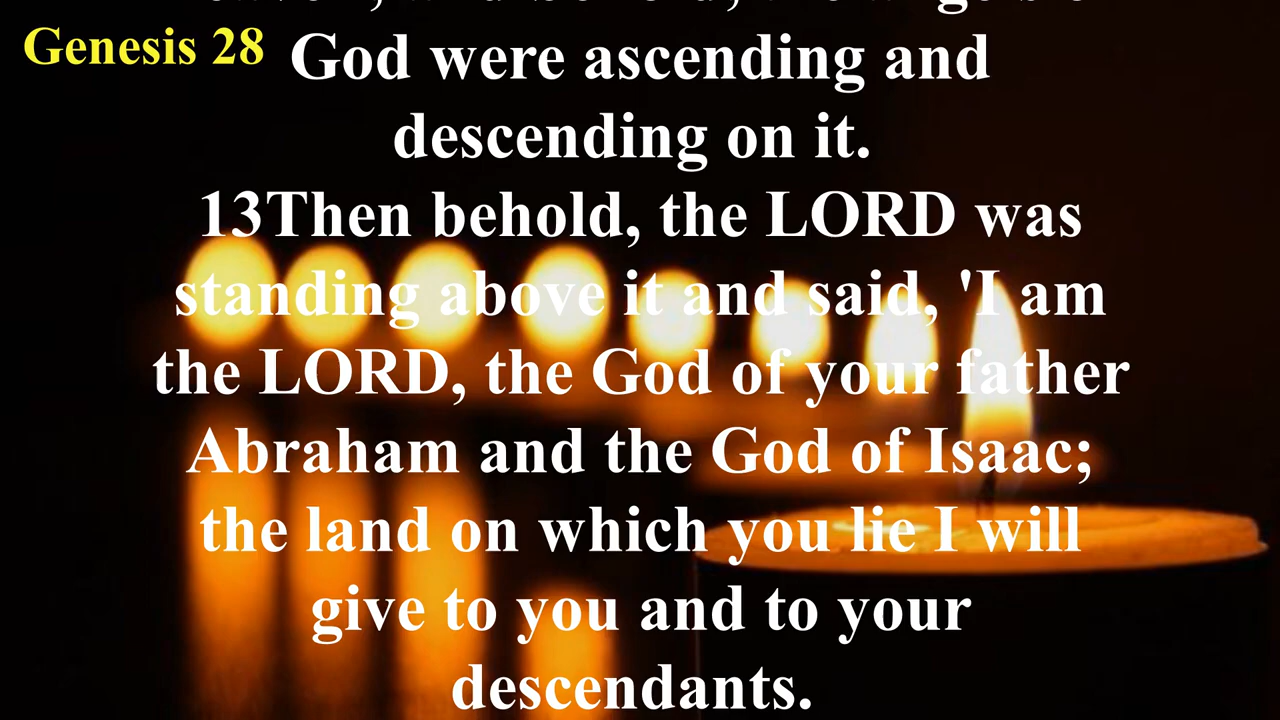 Genesis 28
God were ascending and
descending on it.
13Then behold, the LORD was
standing above it and said, 'I am
the LORD, the God of your father
Abraham and the God of Isaac;
the land on which you lie I will
give to you and to your
descendants.